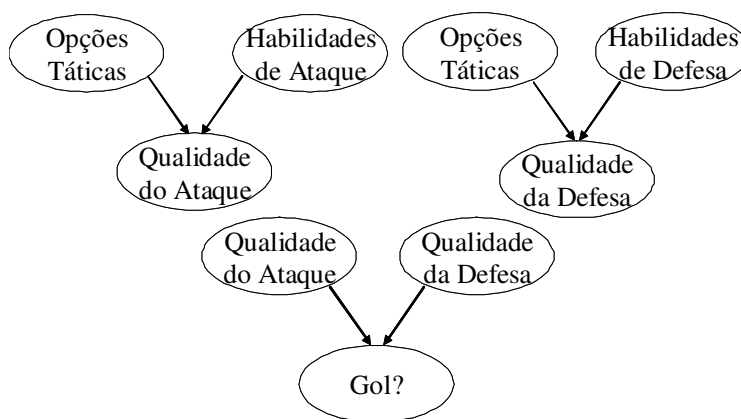 Opções
Táticas
Habilidades
de Ataque
Qualidade
do Ataque
Opções
Táticas
Habilidades
de Defesa
Qualidade
da Defesa
Qualidade
do Ataque
Qualidade
da Defesa
Gol?